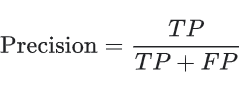 Precision = TP / TP + FP